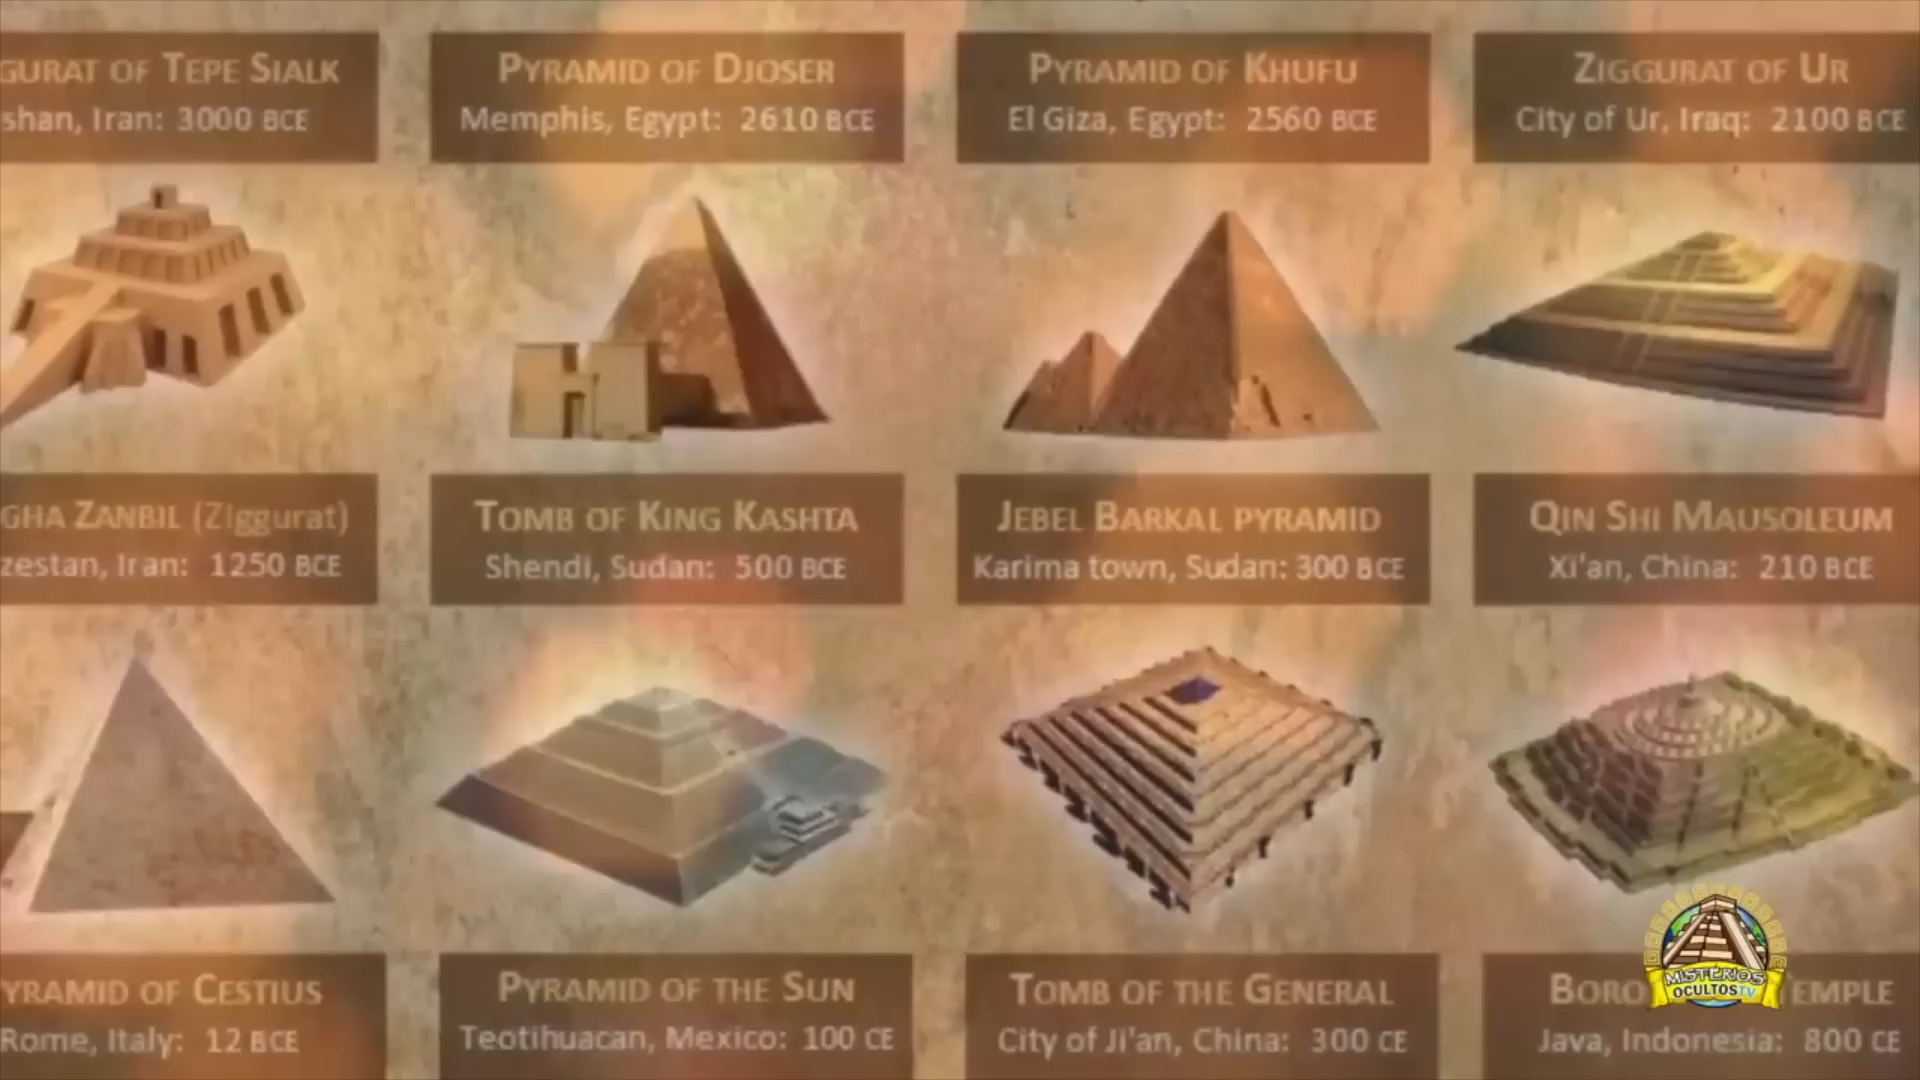 GURAT OF TEPE SIALK
shan, Iran: 3000 BCE
PYRAMID OF DJOSER
Memphis, Egypt: 2610 BCE
PYRAMID OF KHUFU
El Giza, Egypt: 2560 BCE
ZIGGURAT OF UR
City of Ur, Iraq: 2100 BCE
GHA ZANBIL (Ziggurat)
zestan, Iran: 1250 BCE
TOMB OF KING KASHTA
Shendi, Sudan: 500 BCE
JEBEL BARKAL PYRAMID
Karima town, Sudan: 300 BCE
QIN SHI MAUSOLEUM
Xi'an, China: 210 BCE
YRAMID OF CESTIUS
Rome, Italy: 12 BCE
PYRAMID OF THE SUN
Teotihuacan, Mexico: 100 CE
TOMB OF THE GENERAL
City of Ji'an, China: 300 CE
BORO TEMPLE
Java, Indonesia: 800 CE
MISTERIOS
OCULTOS TV